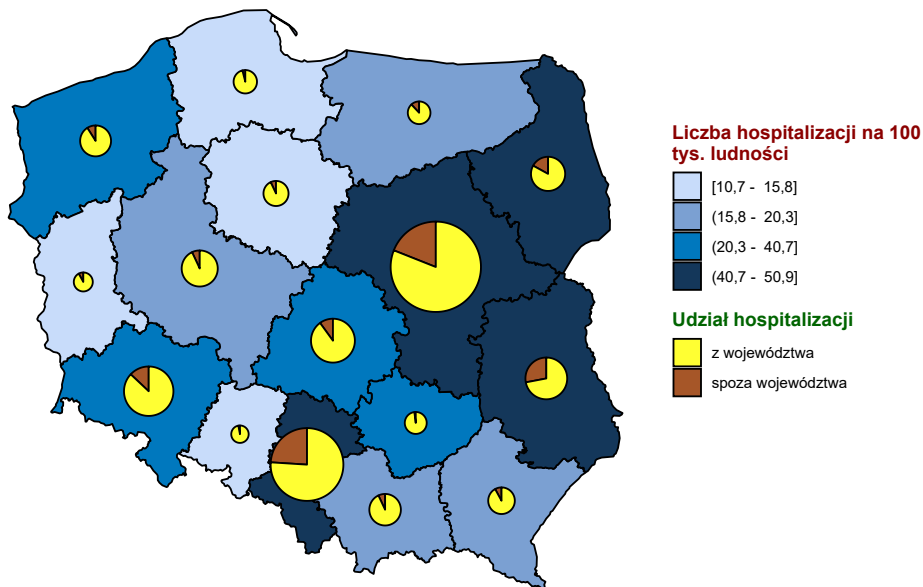 Liczba hospitalizacji na 100
tys. ludności
[10,7 - 15,8]
(15,8 - 20,3]
(20,3 - 40,7]
(40,7 - 50,9]
Udział hospitalizacji
z województwa
spoza województwa